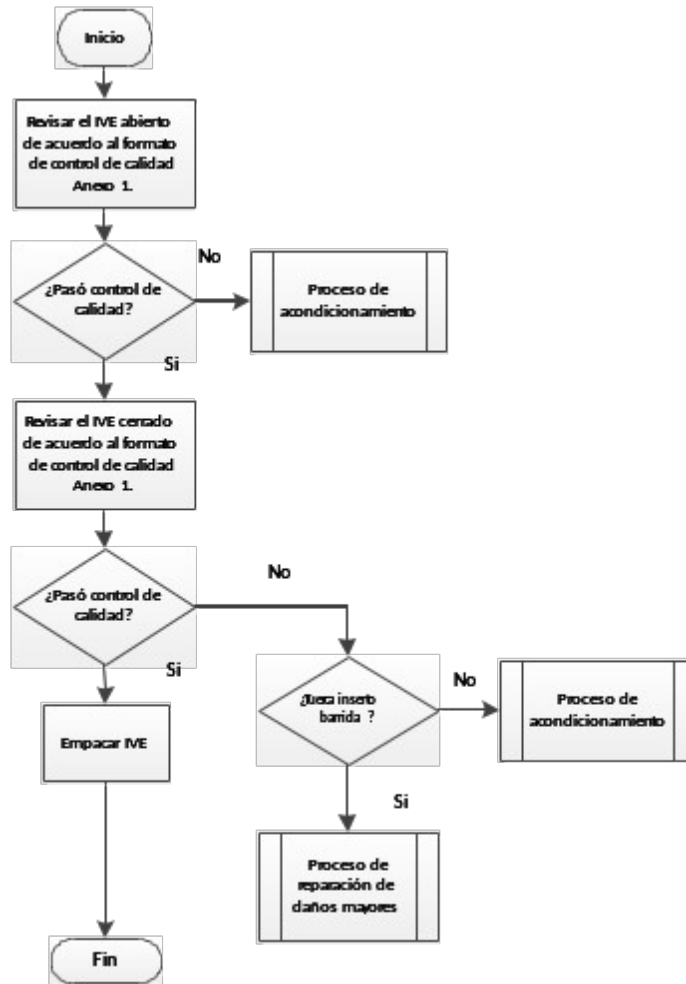 Inicio
Revisar el IVE abierto
de acuerdo al formato
de control de calidad
Anexo 1.
¿Pasó control de
calidad?
No
Proceso de
acondicionamiento
Si
Revisar el IVE cerrado
de acuerdo al formato
de control de calidad
Anexo 1.
¿Pasó control de
calidad?
No
Si
inserto
barrida ?
No
Proceso de
acondicionamiento
Empacar IVE
Si
Proceso de
reparación de
daños mayores
Fin